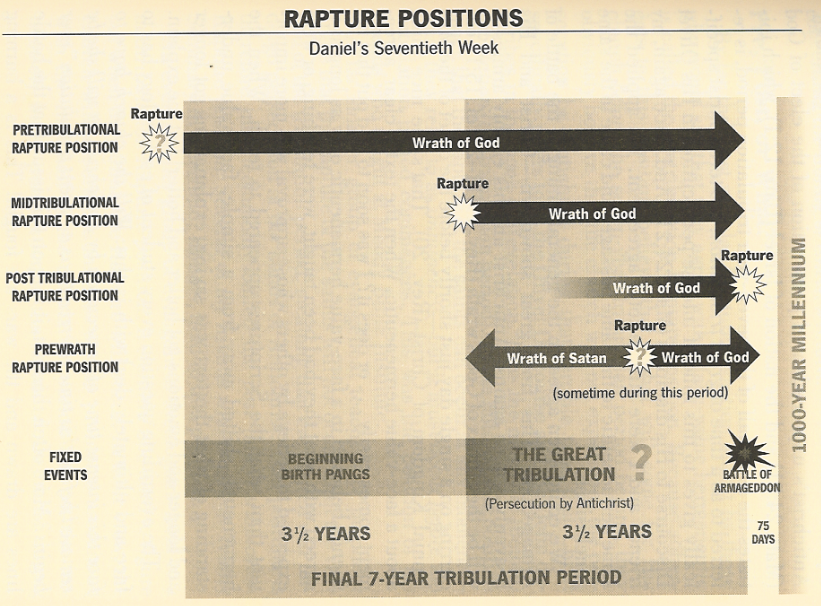 RAPTURE POSITIONS
Daniel's Seventieth Week
PRETRIBULATIONAL
RAPTURE POSITION
Rapture
?
Wrath of God
MIDTRIBULATIONAL
RAPTURE POSITION
Rapture
Wrath of God
POST TRIBULATIONAL
RAPTURE POSITION
Wrath of God
Rapture
PREWRATH
RAPTURE POSITION
Rapture
Wrath of Satan
?
Wrath of God
(sometime during this period)
FIXED
EVENTS
BEGINNING
BIRTH PANGS
THE GREAT
TRIBULATION
?
(Persecution by Antichrist)
BATTLE OF
ARMAGEDDON
3½ YEARS
3½ YEARS
75
DAYS
FINAL 7-YEAR TRIBULATION PERIOD
1000-YEAR MILLENNIUM